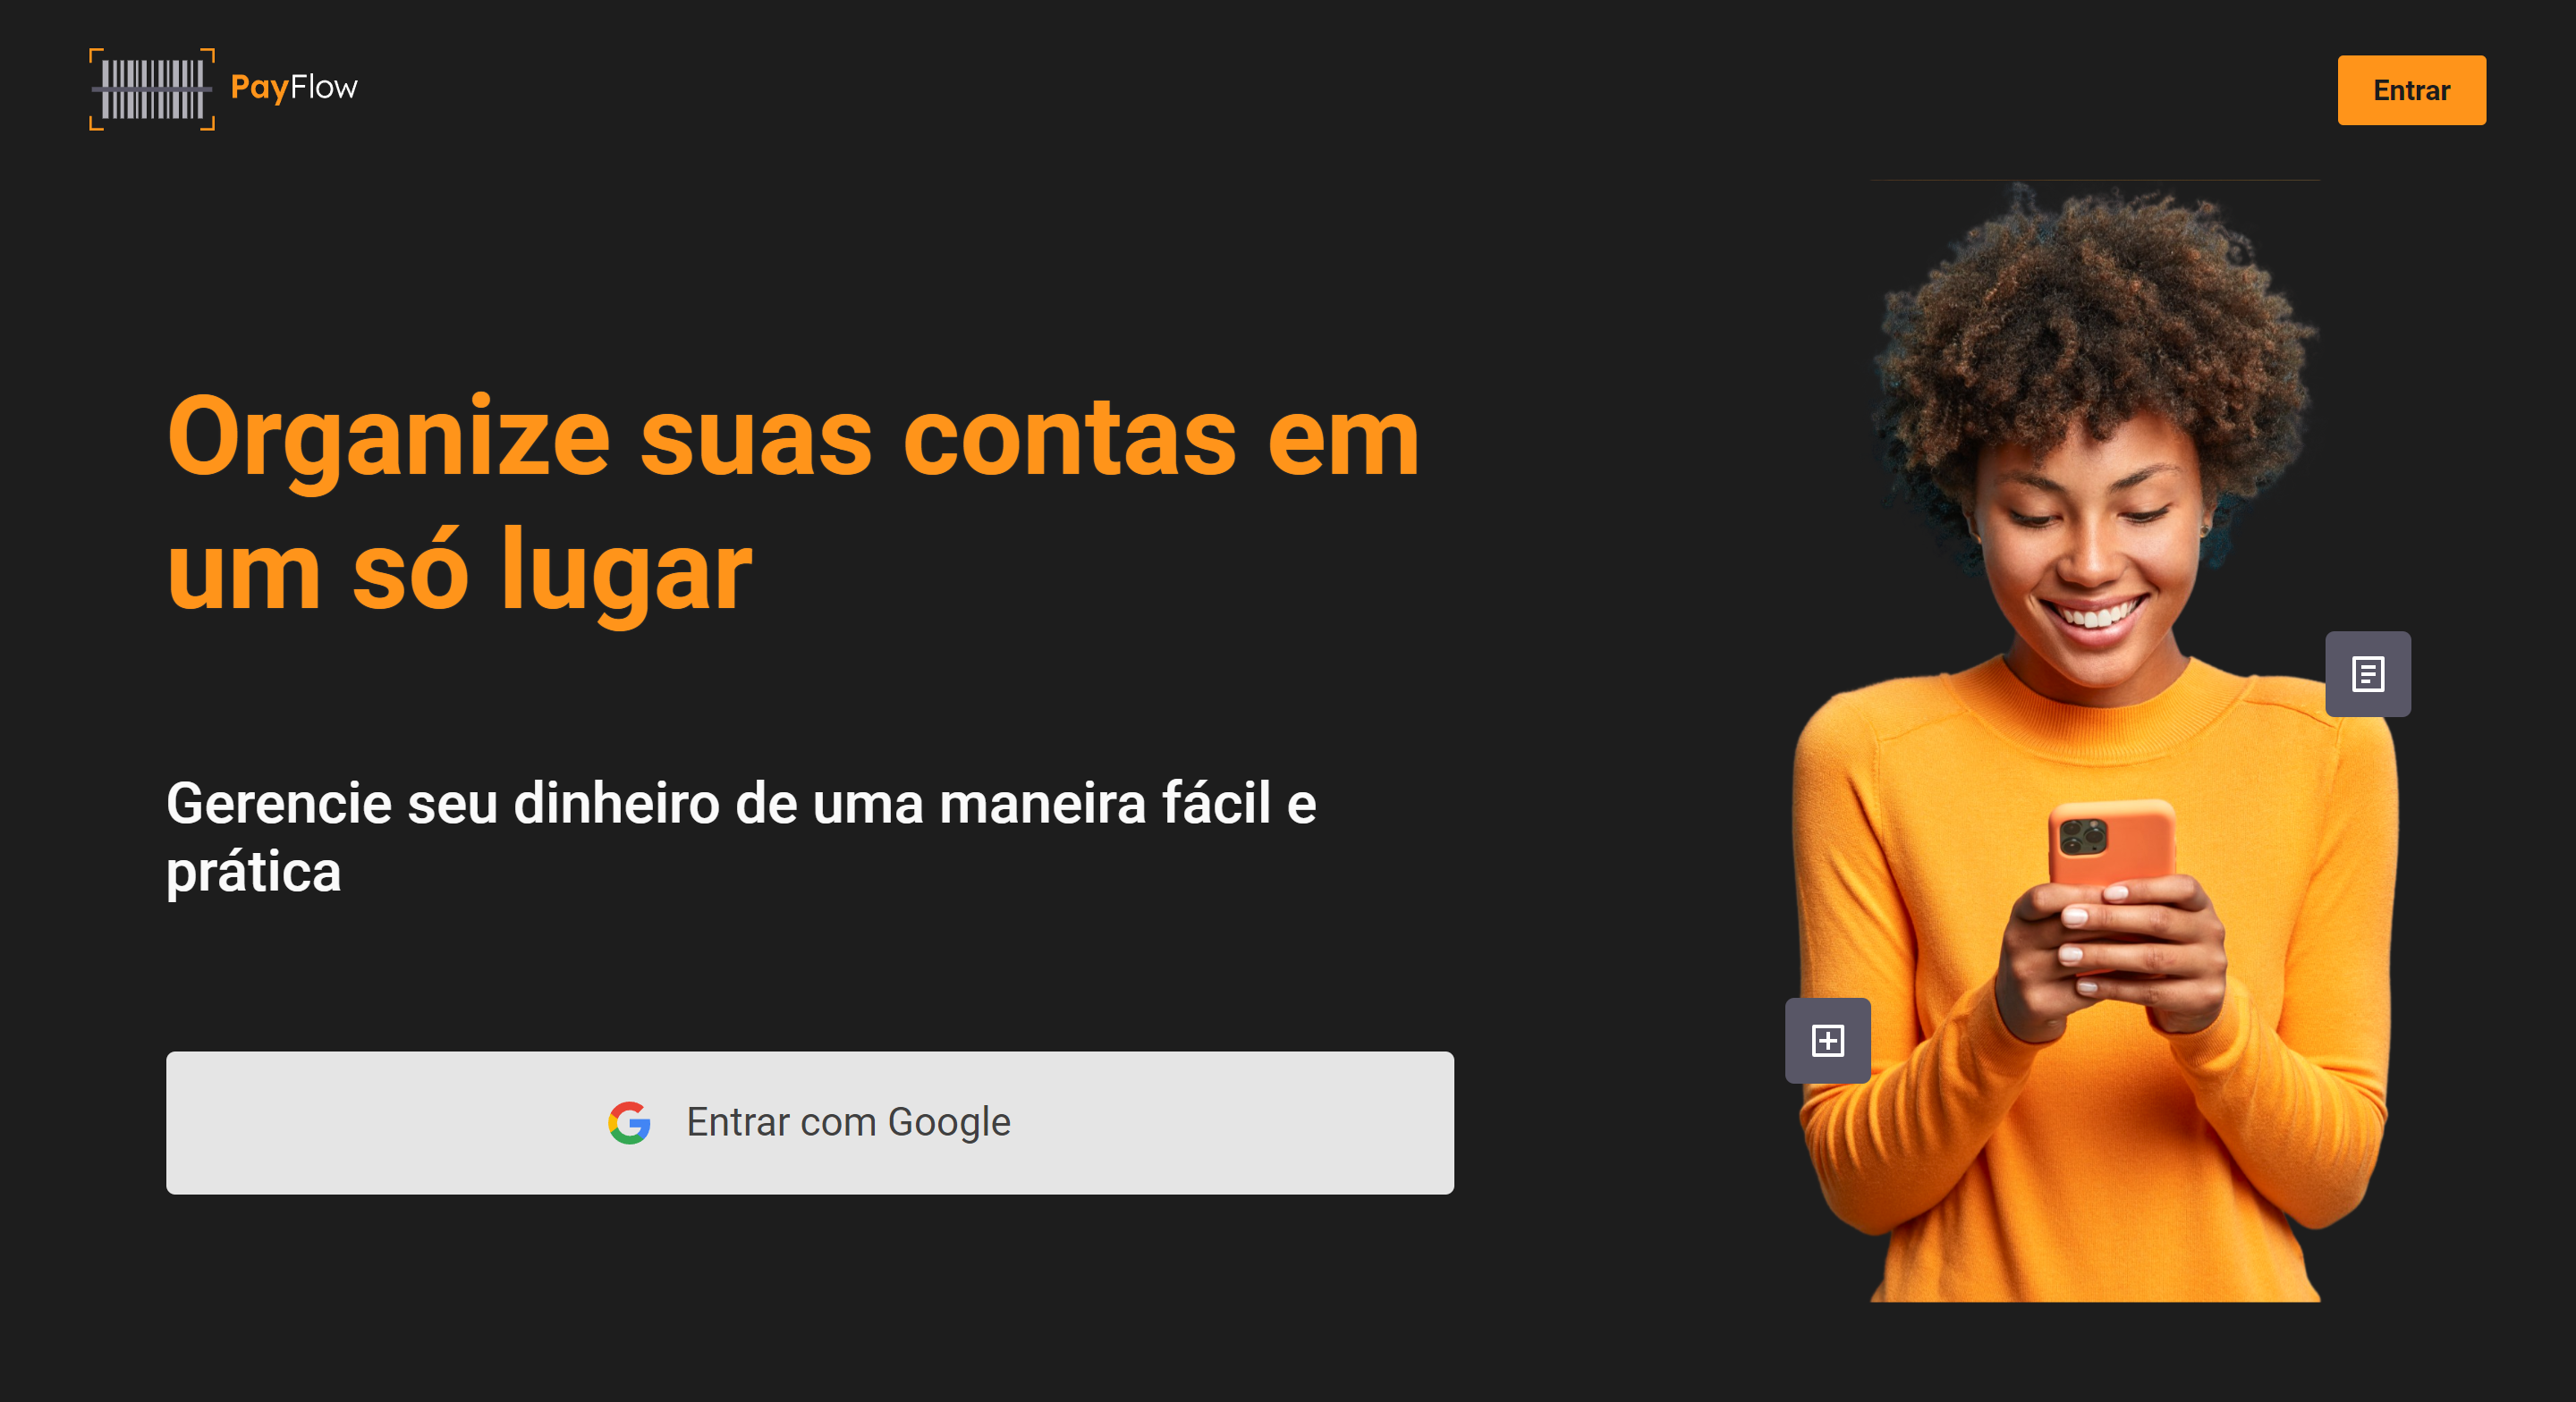 PayFlow
Entrar
Organize suas contas em
um só lugar
Gerencie seu dinheiro de uma maneira fácil e
prática
Entrar com Google